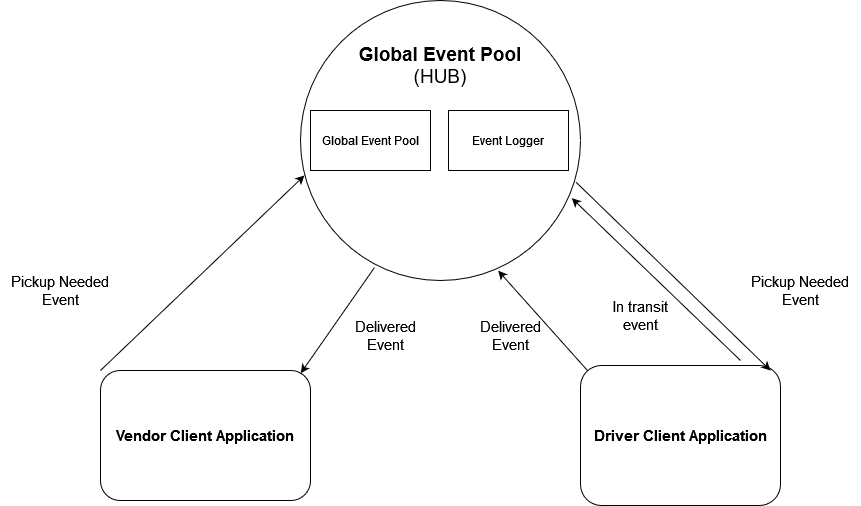 Global Event Pool
(HUB)
Global Event Pool
Event Logger
Pickup Needed
Event
Delivered
Event
Delivered
Event
In transit
event
Pickup Needed
Event
Vendor Client Application
Driver Client Application